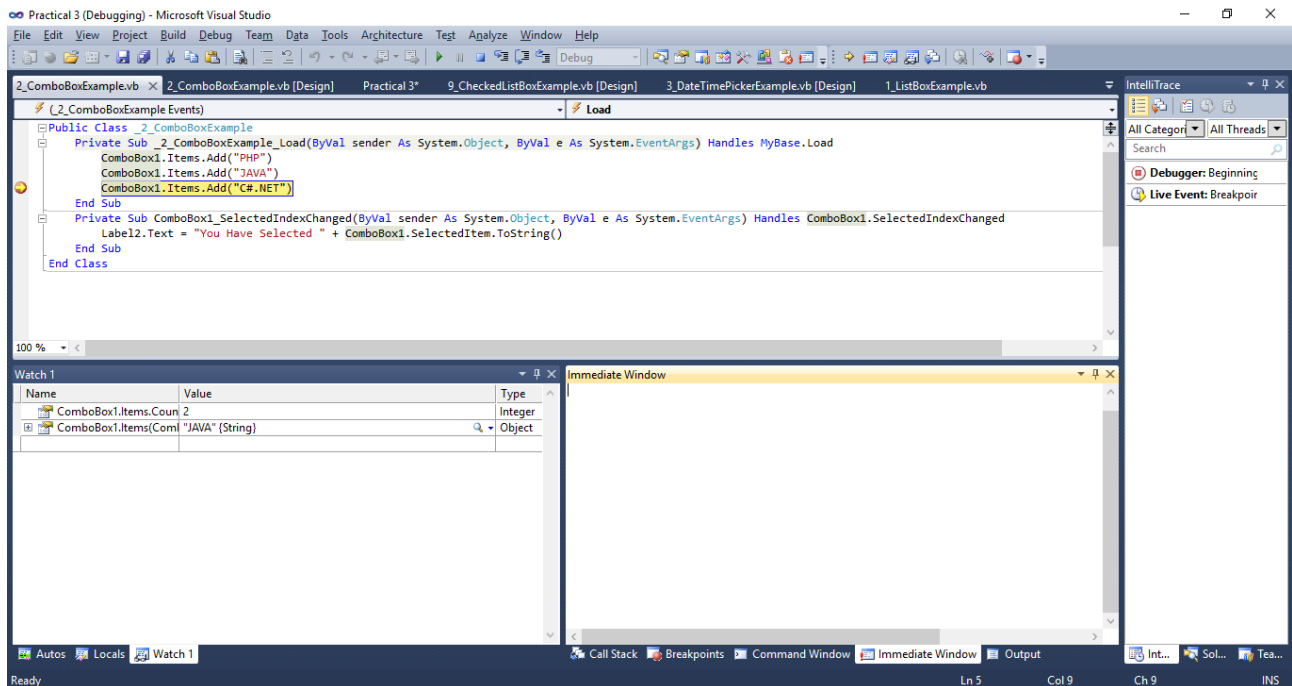 Practical 3 (Debugging) - Microsoft Visual Studio
File Edit View Project Build Debug Team Data Tools Architecture Test Analyze Window Help
Debug
2_ComboBoxExample.vb 2_ComboBoxExample.vb [Design] Practical 3* 9_CheckedListBoxExample.vb [Design] 3_DateTimePickerExample.vb [Design] 1_ListBoxExample.vb
IntelliTrace
(_2_ComboBoxExample Events) Load
All Categori All Threads
Search
Debugger: Beginning
Live Event: Breakpoir
Public Class _2_ComboBoxExample
Private Sub _2_ComboBoxExample_Load(ByVal sender As System.Object, ByVal e As System.EventArgs) Handles MyBase.Load
ComboBox1.Items.Add("PHP")
ComboBox1.Items.Add("JAVA")
ComboBox1.Items.Add("C#.NET")
End Sub
Private Sub ComboBox1_SelectedIndexChanged(ByVal sender As System.Object, ByVal e As System.EventArgs) Handles ComboBox1.SelectedIndexChanged
Label2.Text = "You Have Selected " + ComboBox1.SelectedItem.ToString()
End Sub
End Class
100 %
Watch 1
Name Value Type
ComboBox1.Items.Coun 2 Integer
ComboBox1.Items(Coml "JAVA" {String} Object
Immediate Window
Autos Locals Watch 1
Call Stack Breakpoints Command Window Immediate Window Output
Int... Sol... Tea...
Ready Ln 5 Col 9 Ch 9 INS